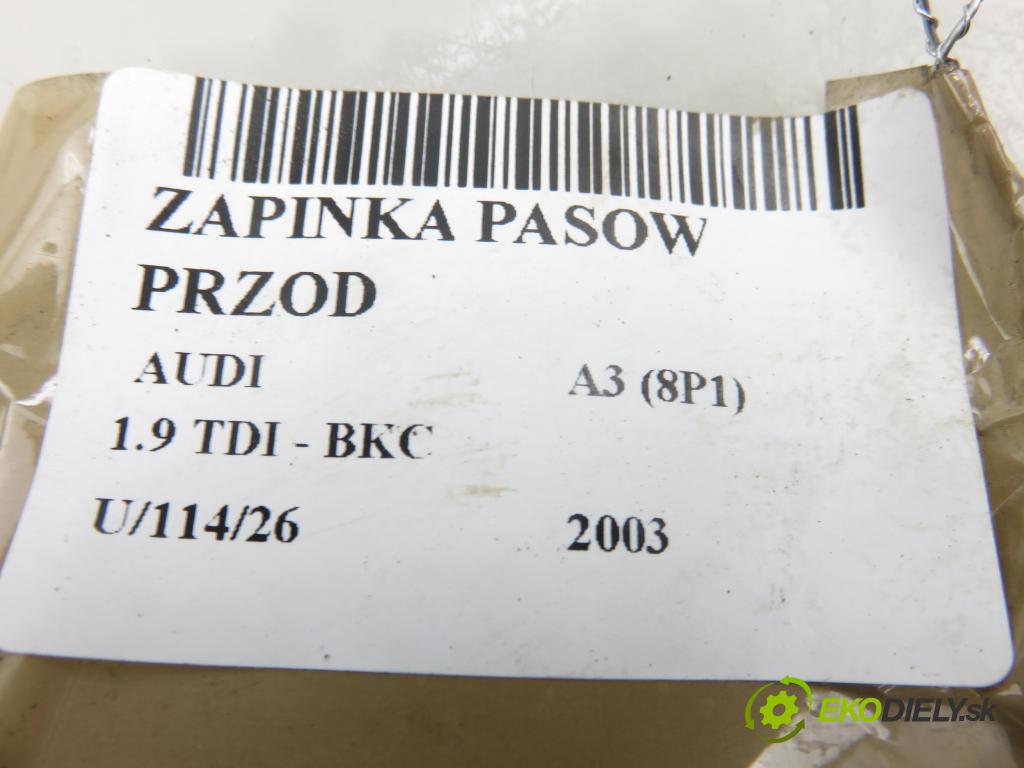 ZAPINKA PASOW
PRZOD
AUDI A3 (8P1)
1.9 TDI - BKC
U/114/26 2003
EKODIELY.sk